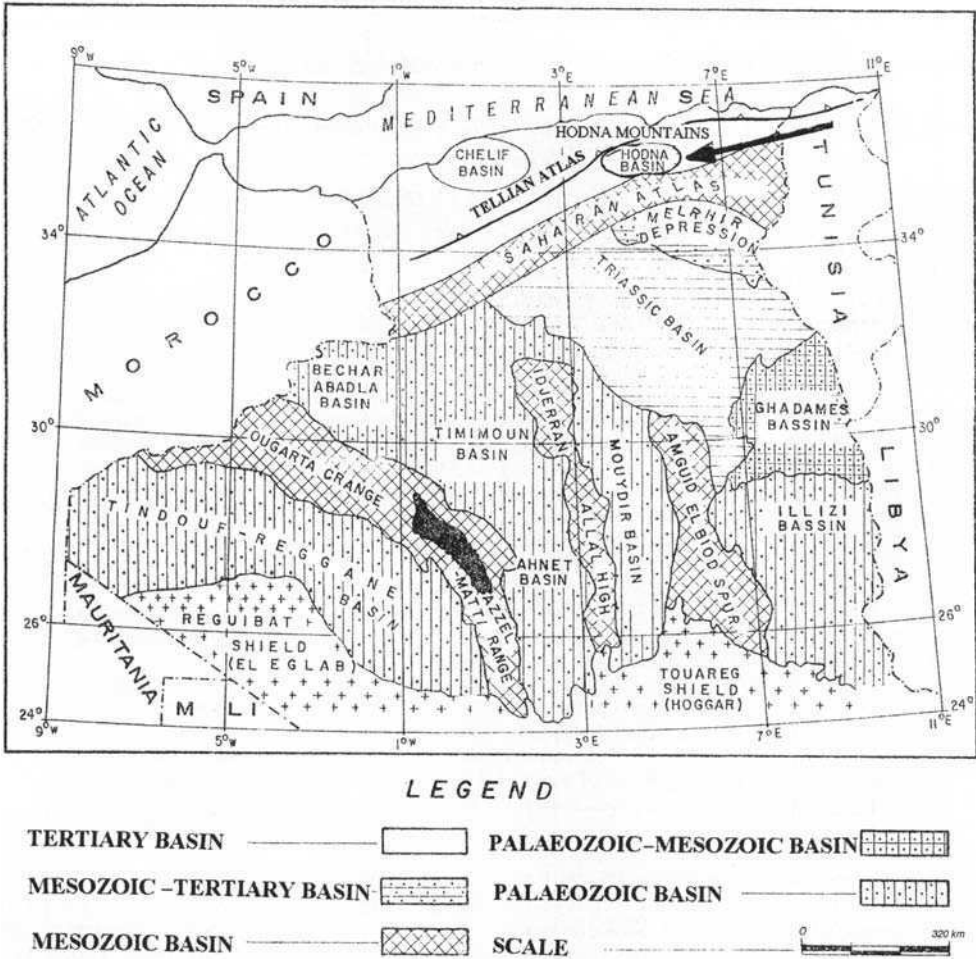 9° W
5° W
1° W
3° E
7° E
11° E
SPAIN
MEDITERRANEAN SEA
ATLANTIC
OCEAN
HODNA MOUNTAINS
CHELIF
BASIN
HODNA
BASIN
TELLIAN ATLAS
SAHARAN ATLAS
MELRHIR
DEPRESSION
TUNISIA
34°
34°
MOROCCO
TRIASSIC BASIN
BECHAR
ABADLA
BASIN
IDJERRAN
GHADAMES
BASSIN
30°
30°
OUGARTA CRANGE
TIMIMOUN
BASIN
MOUYDIR BASIN
AMGUID EL BIOD SPUR
LIBYA
TINDOUF-REGGANE
BASIN
ALLAL HIGH
ILLIZI
BASSIN
AHNET
BASIN
AZZEL
-MATTI RANGE
26°
26°
REGUIBAT
SHIELD
(EL EGLAB)
MAURITANIA
M LI
TOUAREG
SHIELD
(HOGGAR)
24°
24°
9° W
5° W
1° W
3° E
7° E
11° E
LEGEND
TERTIARY BASIN
PALAEOZOIC-MESOZOIC BASIN
MESOZOIC -TERTIARY BASIN
PALAEOZOIC BASIN
MESOZOIC BASIN
SCALE
0 320 km